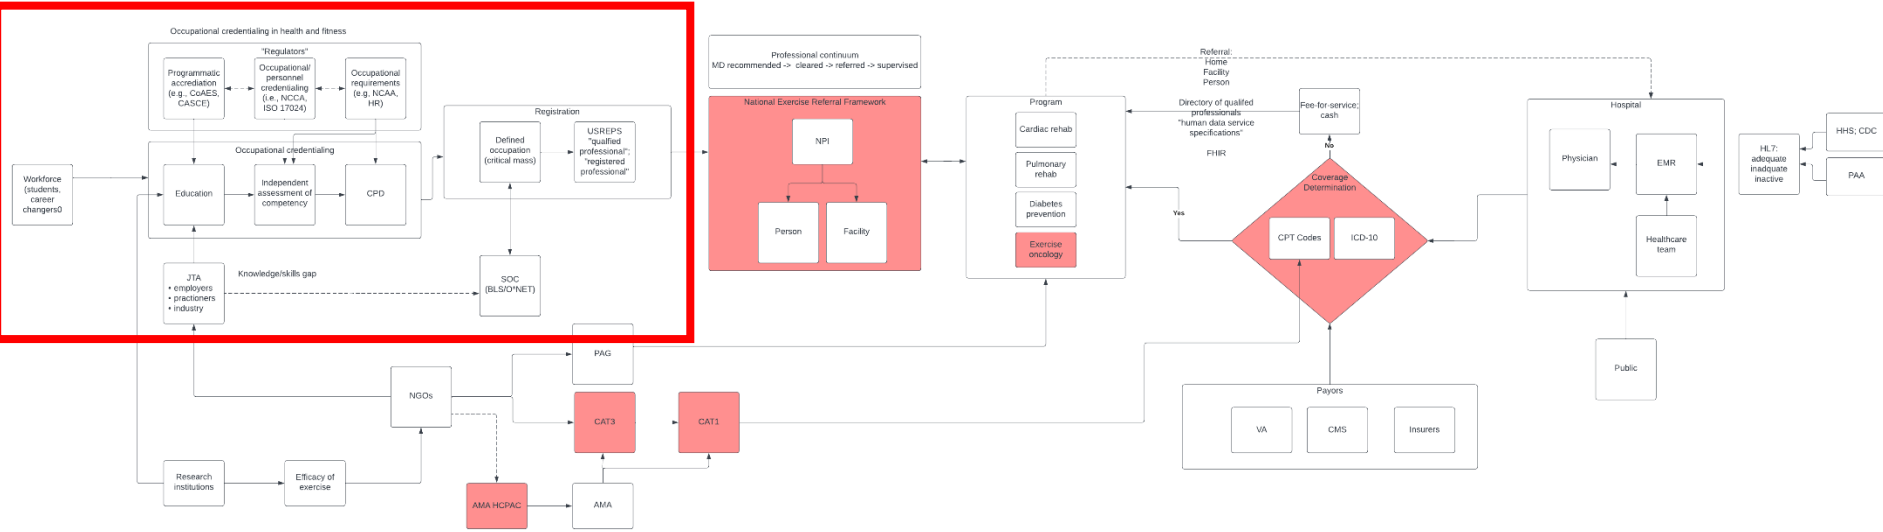 Occupational credentialing in health and fitness
"Regulators"
Programmatic
accrediation
(e.g., CoAES,
CASCE)
Occupational/
personnel
credentialing
(i.e., NCCA,
ISO 17024)
Occupational
requirements
(e.g, NCAA,
HR)
Occupational credentialing
Workforce
(students,
career
changers0
Education
Independent
assessment of
competency
CPD
JTA
• employers
• practioners
• industry
Knowledge/skills gap
Registration
Defined
occupation
(critical mass)
USREPS
"qualfied
professional";
"registered
professional"
SOC
(BLS/O*NET)
Professional continuum
MD recommended -> cleared -> referred -> supervised
National Exercise Referral Framework
NPI
Person
Facility
Program
Cardiac rehab
Pulmonary
rehab
Diabetes
prevention
Exercise
oncology
Referral:
Home
Facility
Person
Directory of qualifed
professionals
"human data service
specifications"
FHIR
Fee-for-service;
cash
No
Yes
Coverage
Determination
CPT Codes
ICD-10
Hospital
Physician
EMR
Healthcare
team
HL7:
adequate
inadquate
inactive
HHS; CDC
PAA
Public
Payors
VA
CMS
Insurers
PAG
NGOs
CAT3
CAT1
Research
institutions
Efficacy of
exercise
AMA HCPAC
AMA